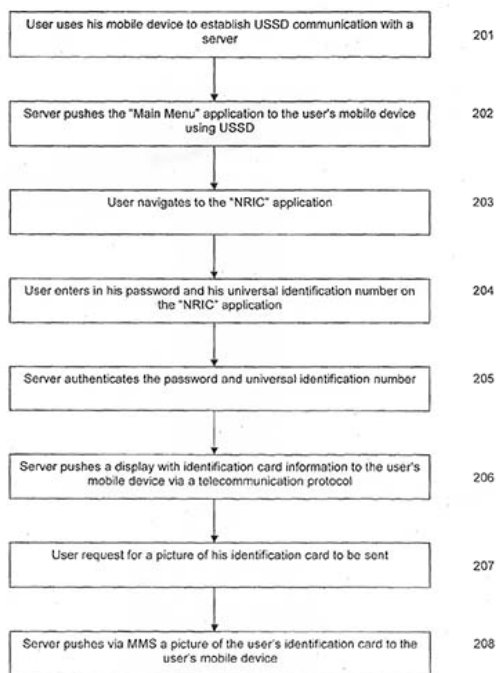 User uses his mobile device to establish USSD communication with a
server
201
Server pushes the "Main Menu" application to the user's mobile device
using USSD
202
User navigates to the "NRIC" application
203
User enters in his password and his universal identification number on
the "NRIC" application
204
Server authenticates the password and universal identification number
205
Server pushes a display with identification card information to the user's
mobile device via a telecommunication protocol
206
User request for a picture of his identification card to be sent
207
Server pushes via MMS a picture of the user's identification card to the
user's mobile device
208